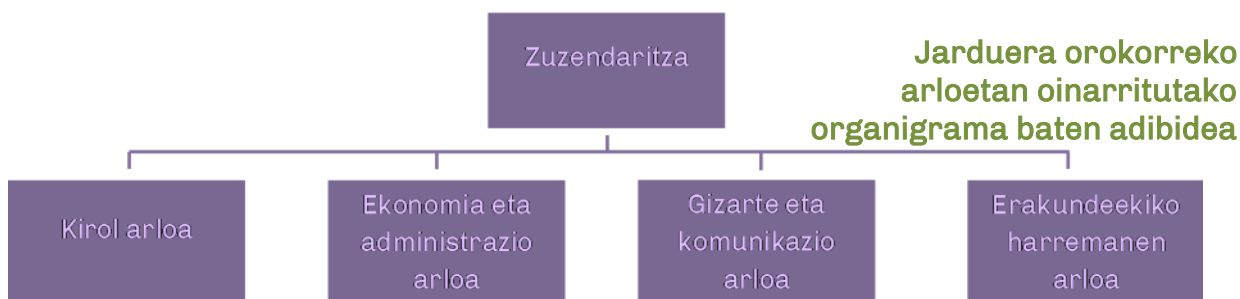 Zuzendaritza
Jarduera orokorreko
arloetan oinarritutako
organigrama baten adibidea
Kirol arloa
Ekonomia eta
administrazio
arloa
Gizarte eta
komunikazio
arloa
Erakundeekiko
harremanen
arloa